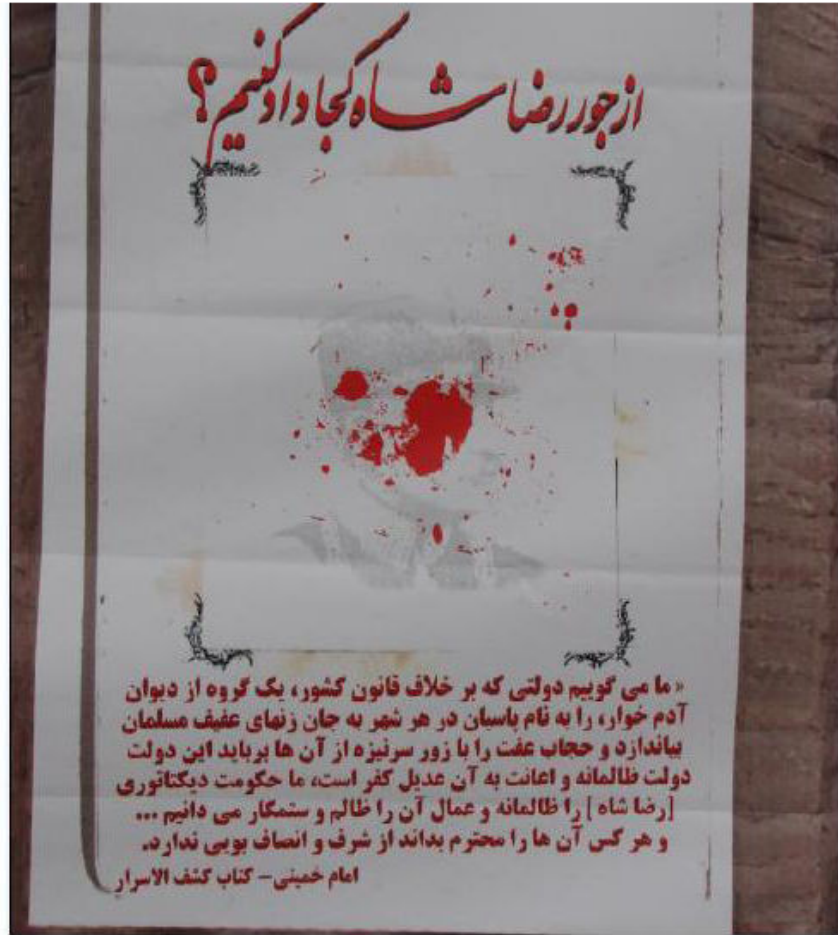 از جور رضا شاه کجا داد کنیم ؟
« ما می گوییم دولتی که بر خلاف قانون کشور، یک گروه از دیوان
آدم خوار، را به نام پاسبان در هر شهر به جان زنهای عفیف مسلمان
بیاندازد و حجاب عفت را با زور سرنیزه از آن ها برباید این دولت
دولت ظالمانه و اعانت به آن عدیل کفر است، ما حکومت دیکتاتوری
[رضا شاه] را ظالمانه و عمال آن را ظالم و ستمکار می دانیم ...
و هر کس آن ها را محترم بداند از شرف و انصاف بویی ندارد.
امام خمینی- کتاب کشف الاسرار